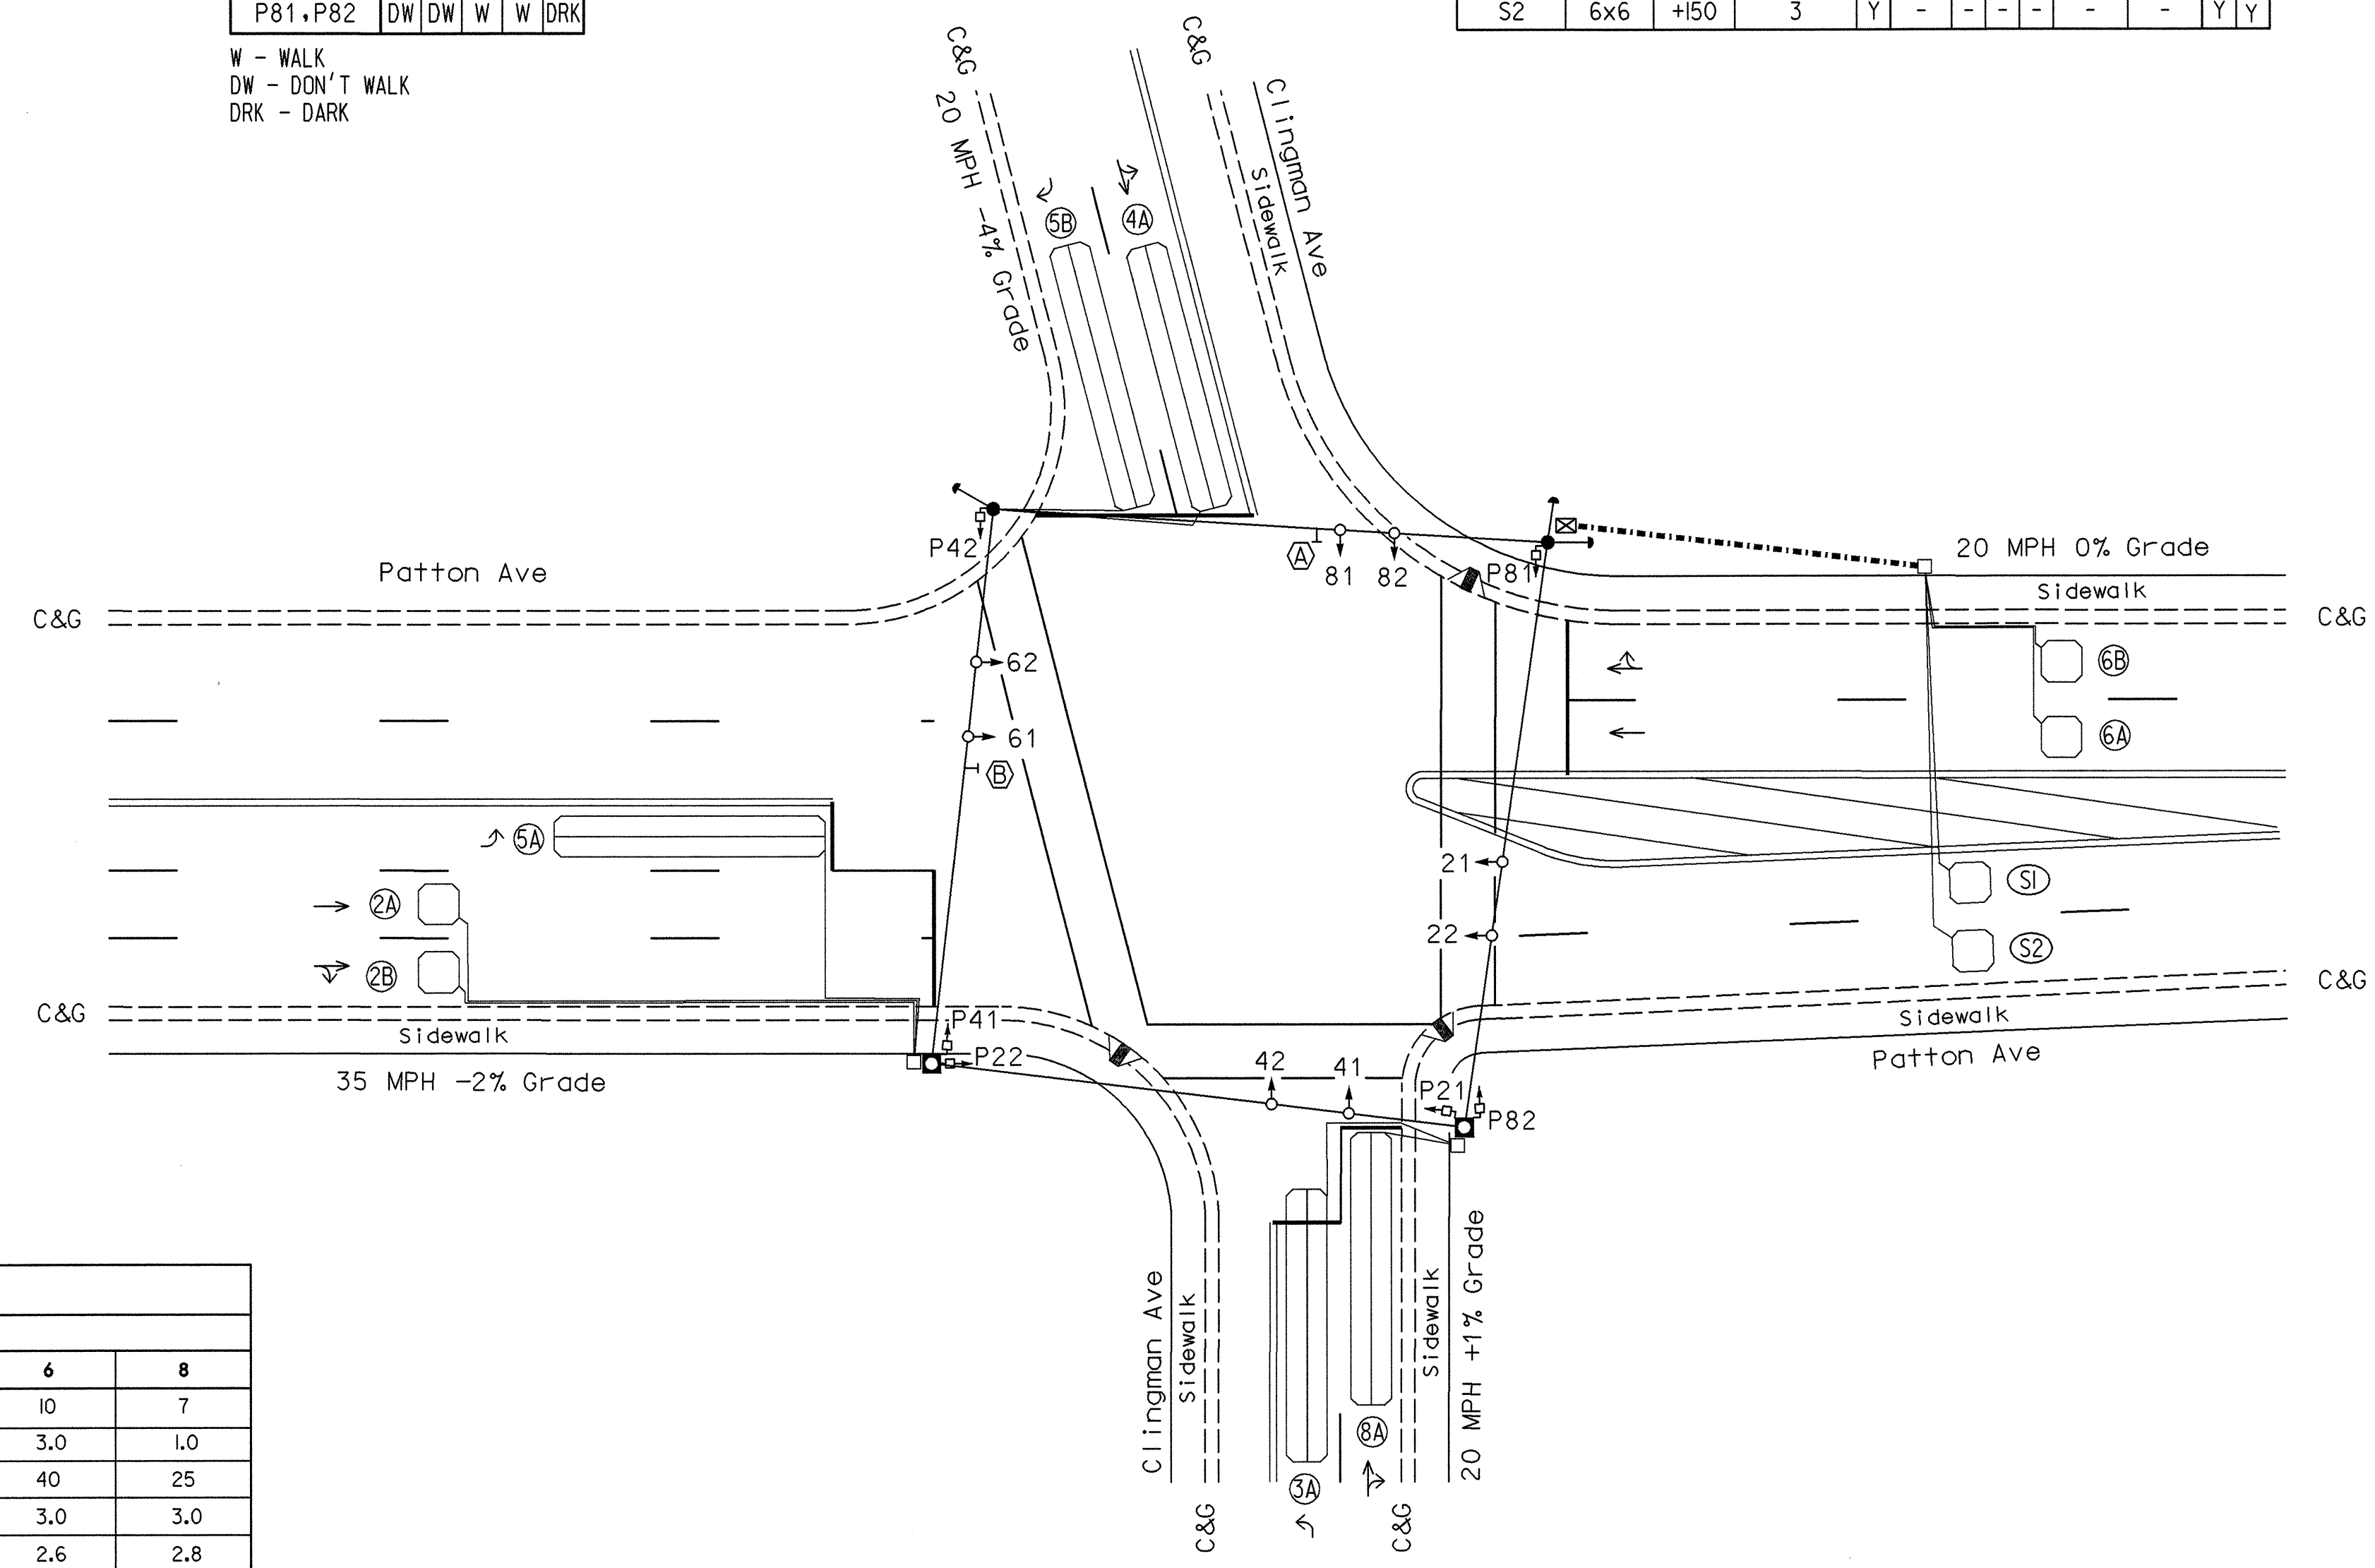 P81,P82 DW DW W W DRK
S2 6x6 +150 3 Y - - - - - - Y Y
W - WALK
DW - DON'T WALK
DRK - DARK
C&G
C&G
20 MPH -4% Grade
Clingman Ave
Sidewalk
5B
4A
P42
A
81
82
P81
20 MPH 0% Grade
Sidewalk
Patton Ave
C&G
C&G
62
6B
61
6A
B
5A
21
S1
2A
22
S2
2B
C&G
C&G
Sidewalk
P41
Sidewalk
P22
Patton Ave
35 MPH -2% Grade
42
41
P21
P82
Clingman Ave
Sidewalk
Sidewalk
20 MPH +1% Grade
8A
3A
C&G
C&G
6 8
10 7
3.0 1.0
40 25
3.0 3.0
2.6 2.8